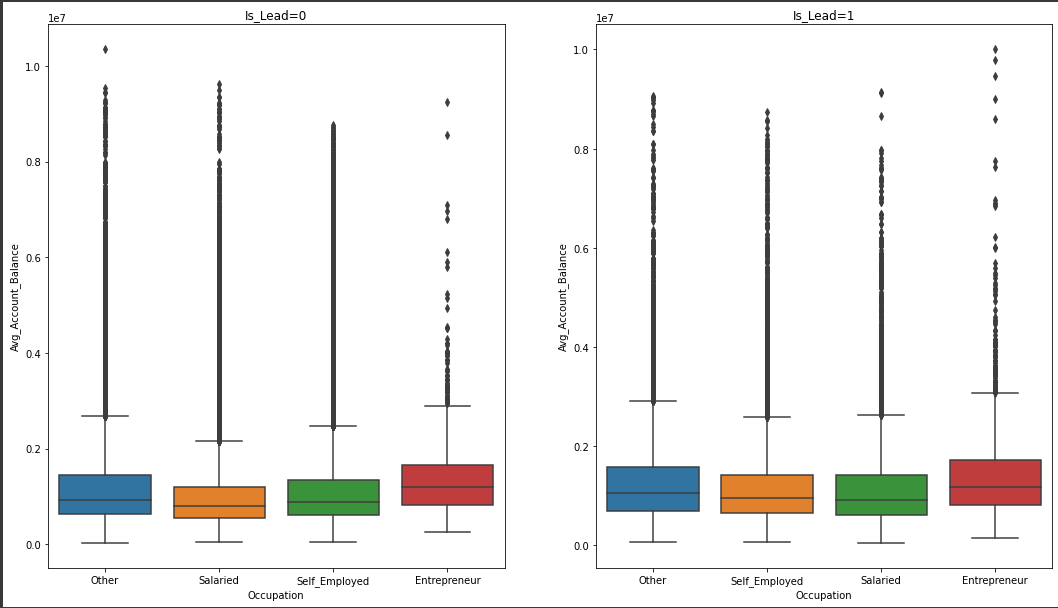 Is_Lead=0
1e7
1.0
0.8
0.6
0.4
0.2
0.0
Avg_Account_Balance
Other Salaried Self_Employed Entrepreneur
Occupation
Is_Lead=1
1e7
1.0
0.8
0.6
0.4
0.2
0.0
Avg_Account_Balance
Other Self_Employed Salaried Entrepreneur
Occupation